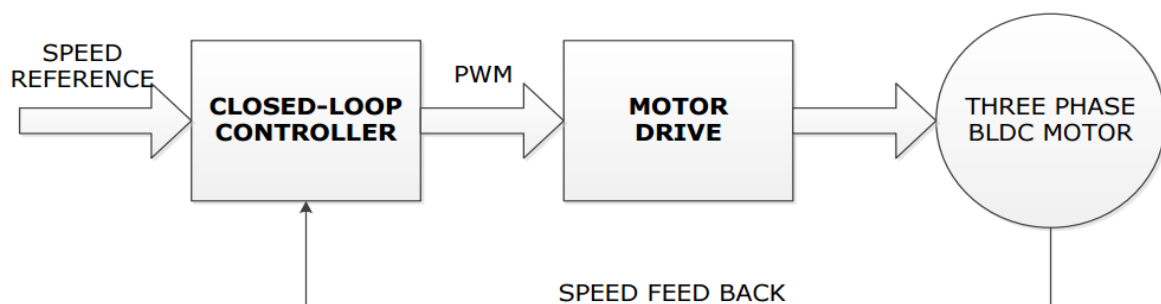 SPEED
REFERENCE
CLOSED-LOOP
CONTROLLER
PWM
MOTOR
DRIVE
THREE PHASE
BLDC MOTOR
SPEED FEED BACK